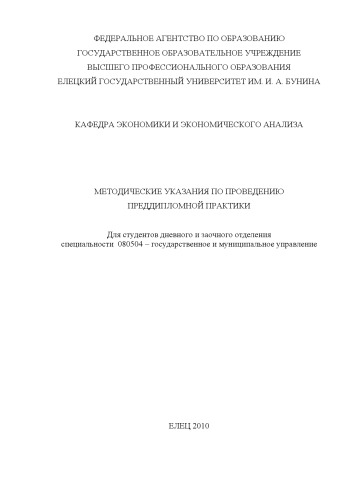 ФЕДЕРАЛЬНОЕ АГЕНТСТВО ПО ОБРАЗОВАНИЮ
ГОСУДАРСТВЕННОЕ ОБРАЗОВАТЕЛЬНОЕ УЧРЕЖДЕНИЕ
ВЫСШЕГО ПРОФЕССИОНАЛЬНОГО ОБРАЗОВАНИЯ
ЕЛЕЦКИЙ ГОСУДАРСТВЕННЫЙ УНИВЕРСИТЕТ ИМ. И. А. БУНИНА
КАФЕДРА ЭКОНОМИКИ И ЭКОНОМИЧЕСКОГО АНАЛИЗА
МЕТОДИЧЕСКИЕ УКАЗАНИЯ ПО ПРОВЕДЕНИЮ
ПРЕДДИПЛОМНОЙ ПРАКТИКИ
Для студентов дневного и заочного отделения
специальности 080504 – государственное и муниципальное управление
ЕЛЕЦ 2010